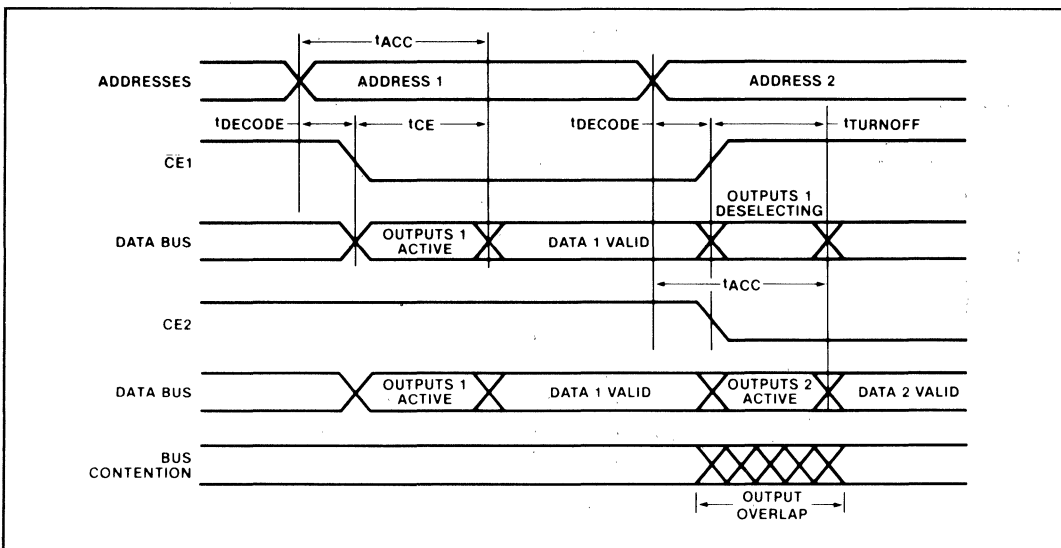 tACC
ADDRESSES
ADDRESS 1
ADDRESS 2
tDECODE
tCE
tDECODE
tTURNOFF
CE1
OUTPUTS 1
DESELECTING
DATA BUS
OUTPUTS 1
ACTIVE
DATA 1 VALID
tACC
CE2
DATA BUS
OUTPUTS 1
ACTIVE
DATA 1 VALID
OUTPUTS 2
ACTIVE
DATA 2 VALID
BUS
CONTENTION
OUTPUT
OVERLAP